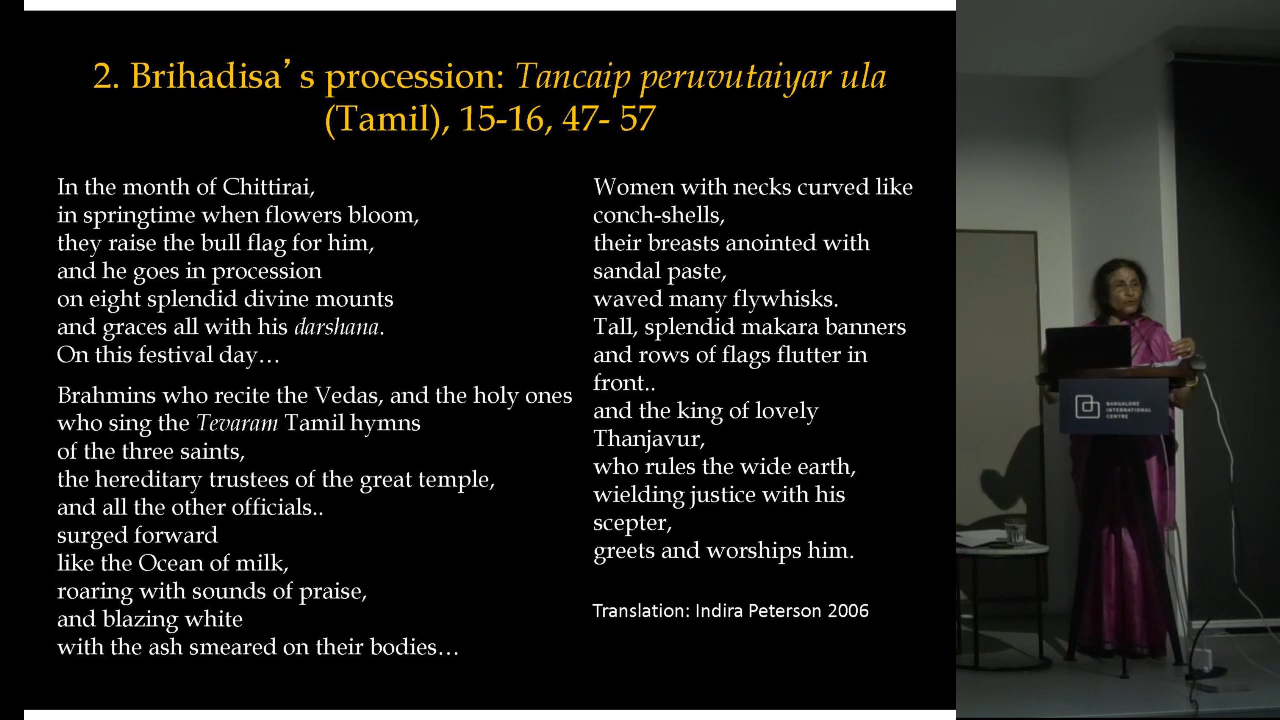 2. Brihadisa’s procession: Tancaip peruvutaiyar ula
(Tamil), 15-16, 47- 57
In the month of Chittirai,
in springtime when flowers bloom,
they raise the bull flag for him,
and he goes in procession
on eight splendid divine mounts
and graces all with his darshana.
On this festival day…
Brahmins who recite the Vedas, and the holy ones
who sing the Tevaram Tamil hymns
of the three saints,
the hereditary trustees of the great temple,
and all the other officials..
surged forward
like the Ocean of milk,
roaring with sounds of praise,
and blazing white
with the ash smeared on their bodies…
Women with necks curved like
conch-shells,
their breasts anointed with
sandal paste,
waved many flywhisks.
Tall, splendid makara banners
and rows of flags flutter in
front..
and the king of lovely
Thanjavur,
who rules the wide earth,
wielding justice with his
scepter,
greets and worships him.
Translation: Indira Peterson 2006
BANGALORE
INTERNATIONAL
CENTRE